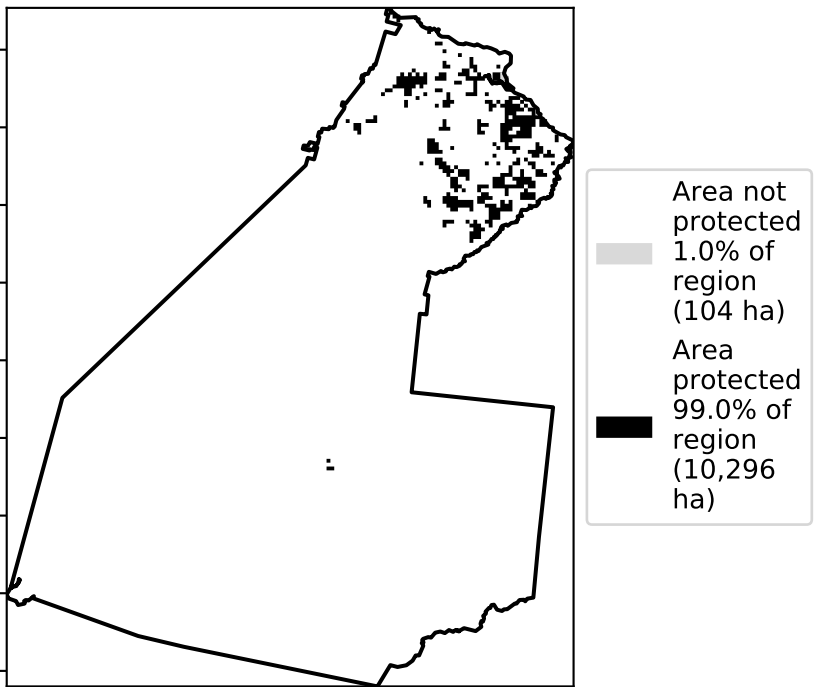 Area not
protected
1.0% of
region
(104 ha)
Area
protected
99.0% of
region
(10,296
ha)